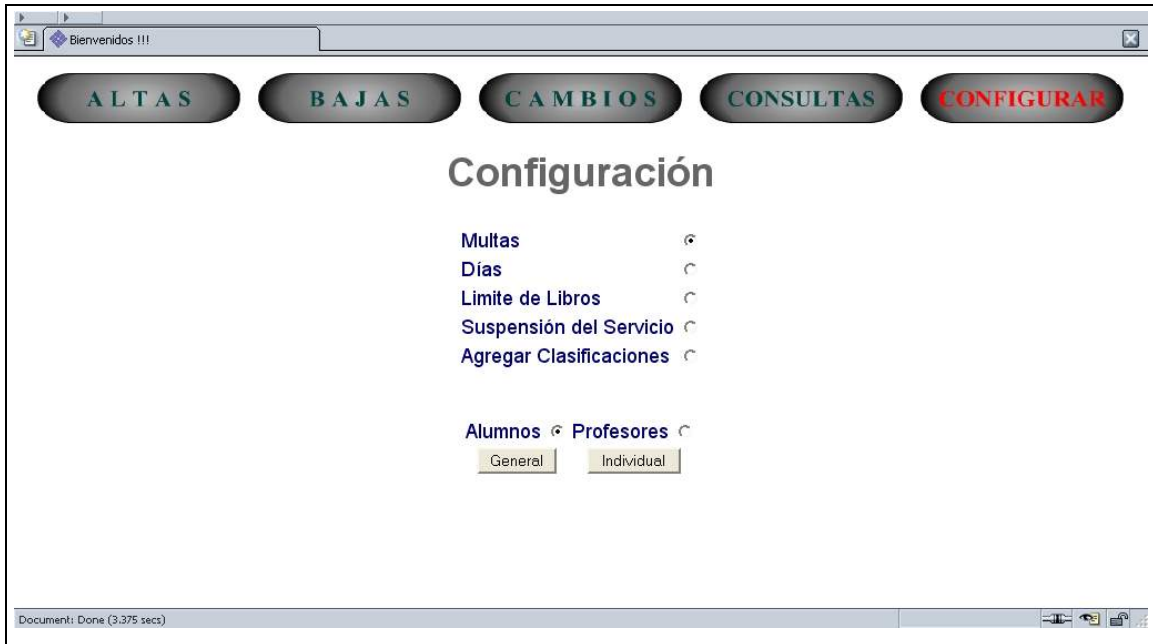 Bienvenidos !!!
ALTAS BAJAS CAMBIOS CONSULTAS CONFIGURAR
Configuración
Multas
Días
Limite de Libros
Suspensión del Servicio
Agregar Clasificaciones
Alumnos Profesores
General Individual
Document: Done (3.375 secs)